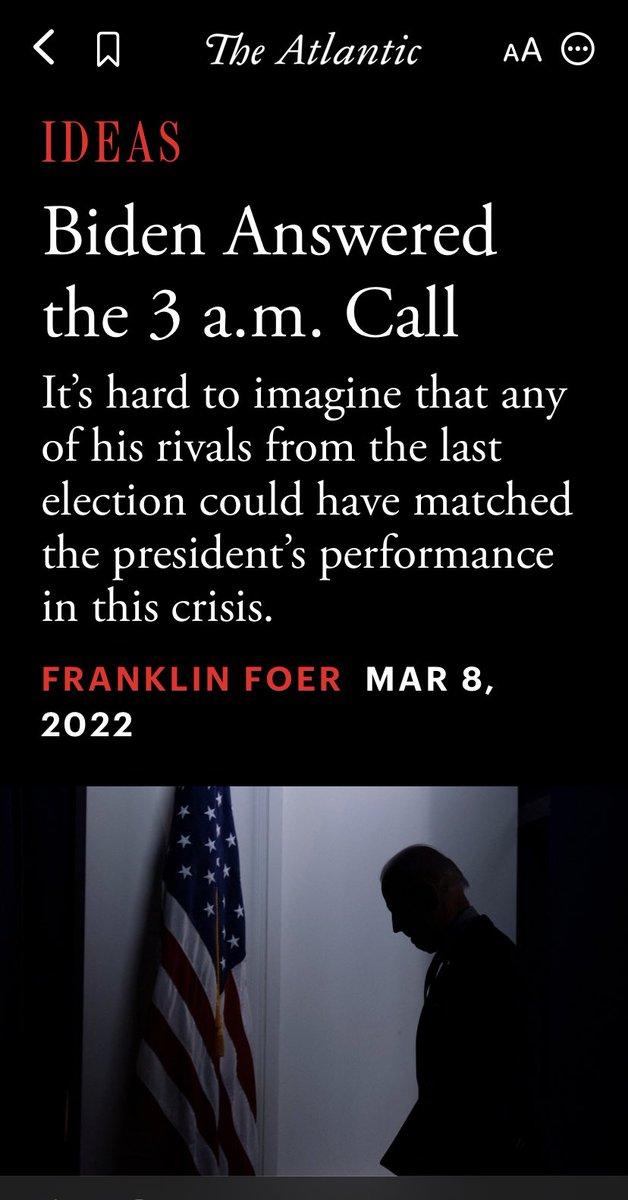 The Atlantic
AA
IDEAS
Biden Answered
the 3 a.m. Call
It’s hard to imagine that any
of his rivals from the last
election could have matched
the president’s performance
in this crisis.
FRANKLIN FOER MAR 8,
2022